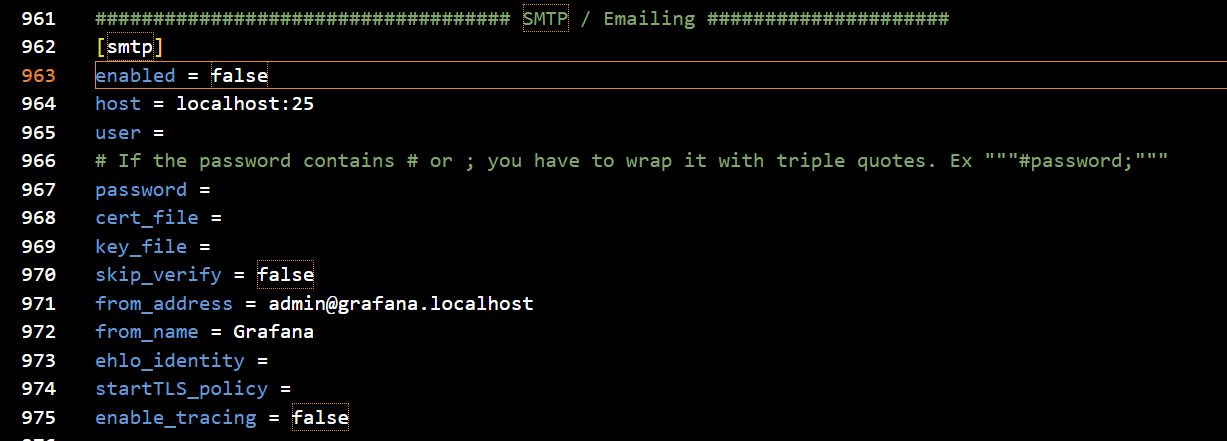 961 #################################### SMTP / Emailing #####################
962 [smtp]
963 enabled = false
964 host = localhost:25
965 user =
966 # If the password contains # or ; you have to wrap it with triple quotes. Ex """#password;"""
967 password =
968 cert_file =
969 key_file =
970 skip_verify = false
971 from_address = admin@grafana.localhost
972 from_name = Grafana
973 ehlo_identity =
974 startTLS_policy =
975 enable_tracing = false